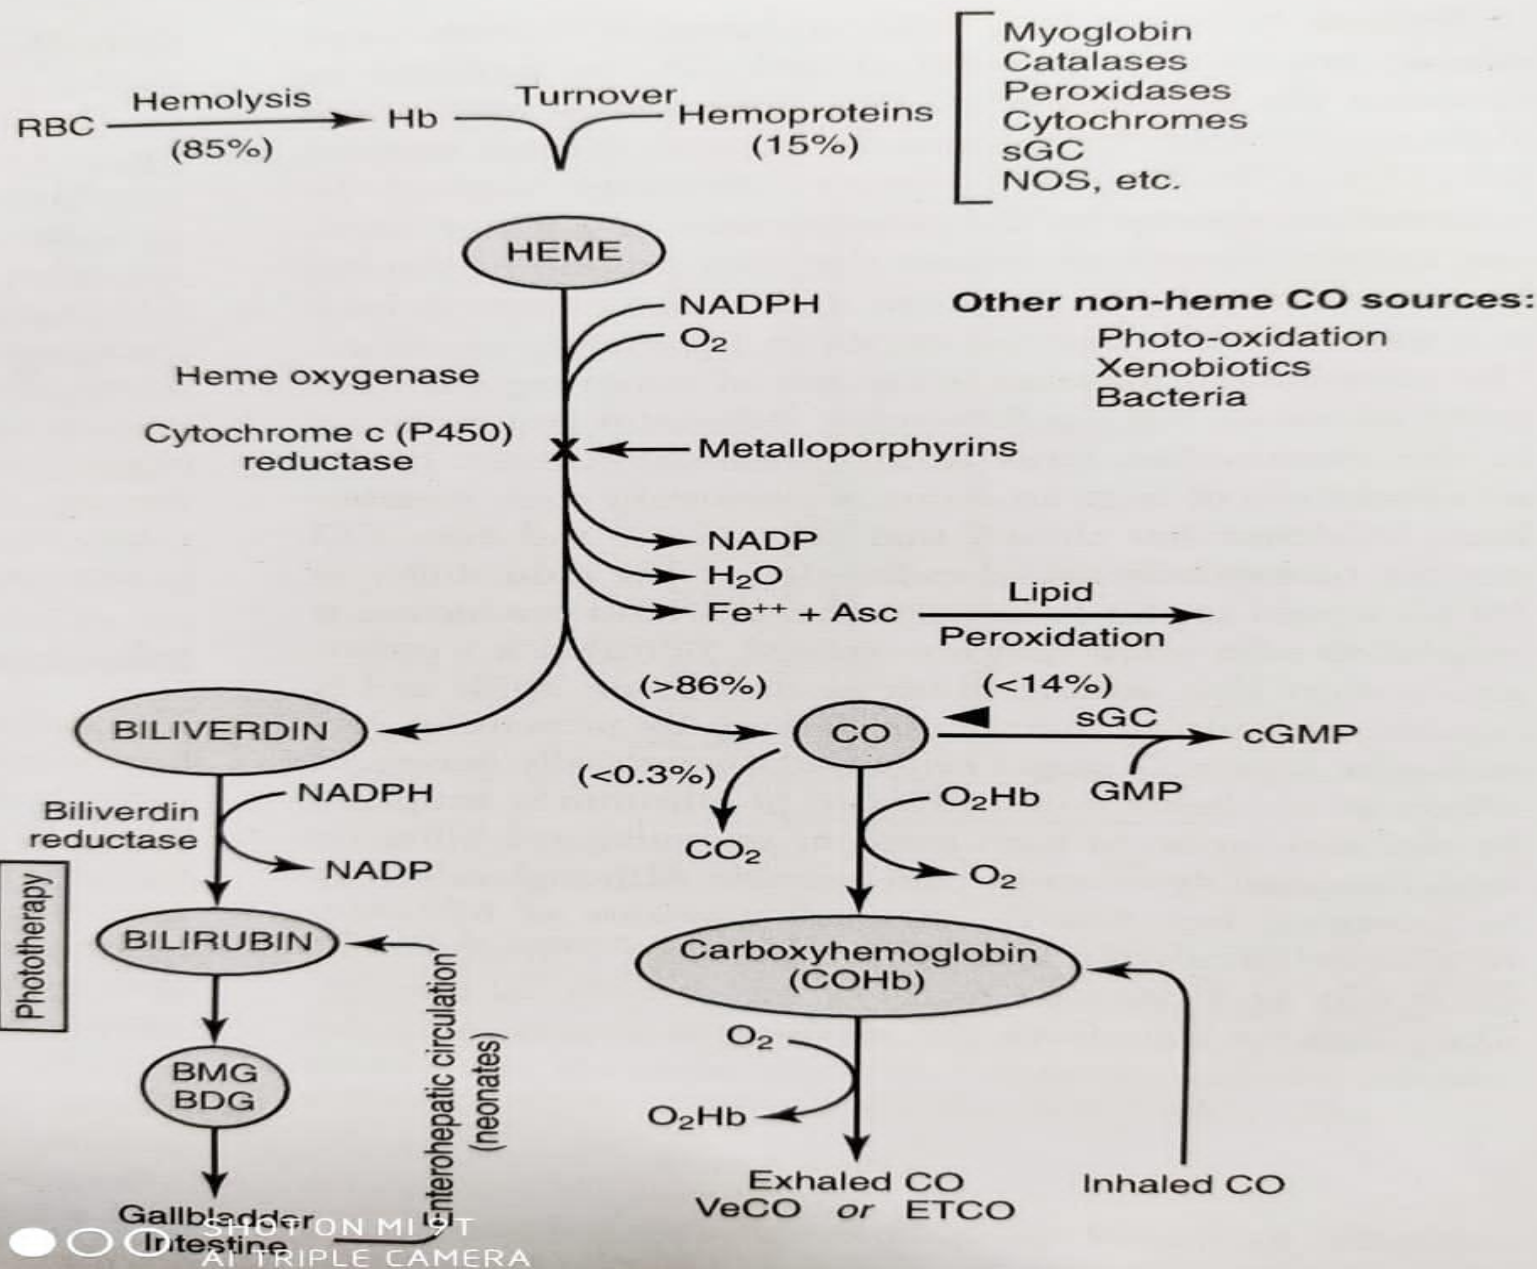 Myoglobin
Catalases
Peroxidases
Cytochromes
sGC
NOS, etc.
RBC
Hemolysis
(85%)
Hb
Turnover
Hemoproteins
(15%)
HEME
NADPH
O₂
Other non-heme CO sources:
Photo-oxidation
Xenobiotics
Bacteria
Heme oxygenase
Cytochrome c (P450)
reductase
X
Metalloporphyrins
NADP
H₂O
Fe⁺⁺ + Asc
Lipid
Peroxidation
(>86%)
(<14%)
BILIVERDIN
CO
sGC
cGMP
GMP
(<0.3%)
CO₂
O₂Hb
O₂
Biliverdin
reductase
NADPH
NADP
Phototherapy
BILIRUBIN
Enterohepatic circulation
(neonates)
BMG
BDG
Gallbladder
Intestine
Carboxyhemoglobin
(COHb)
O₂
O₂Hb
Exhaled CO
VeCO or ETCO
Inhaled CO
SHOT ON MI 9T
AI TRIPLE CAMERA